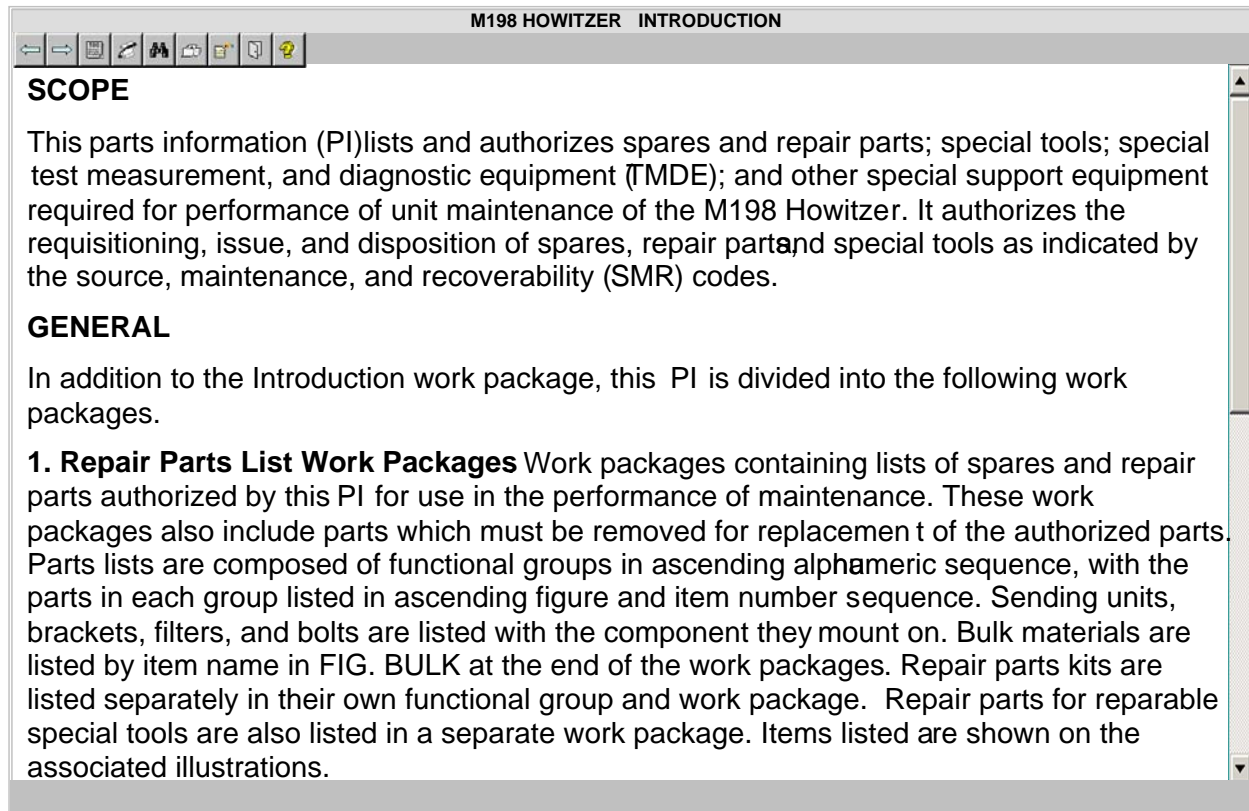 M198 HOWITZER INTRODUCTION
SCOPE
This parts information (PI)lists and authorizes spares and repair parts; special tools; special
test measurement, and diagnostic equipment (TMDE); and other special support equipment
required for performance of unit maintenance of the M198 Howitzer. It authorizes the
requisitioning, issue, and disposition of spares, repair parts,and special tools as indicated by
the source, maintenance, and recoverability (SMR) codes.
GENERAL
In addition to the Introduction work package, this PI is divided into the following work
packages.
1. Repair Parts List Work Packages Work packages containing lists of spares and repair
parts authorized by this PI for use in the performance of maintenance. These work
packages also include parts which must be removed for replacemen t of the authorized parts.
Parts lists are composed of functional groups in ascending alphanumeric sequence, with the
parts in each group listed in ascending figure and item number sequence. Sending units,
brackets, filters, and bolts are listed with the component they mount on. Bulk materials are
listed by item name in FIG. BULK at the end of the work packages. Repair parts kits are
listed separately in their own functional group and work package. Repair parts for reparable
special tools are also listed in a separate work package. Items listed are shown on the
associated illustrations.